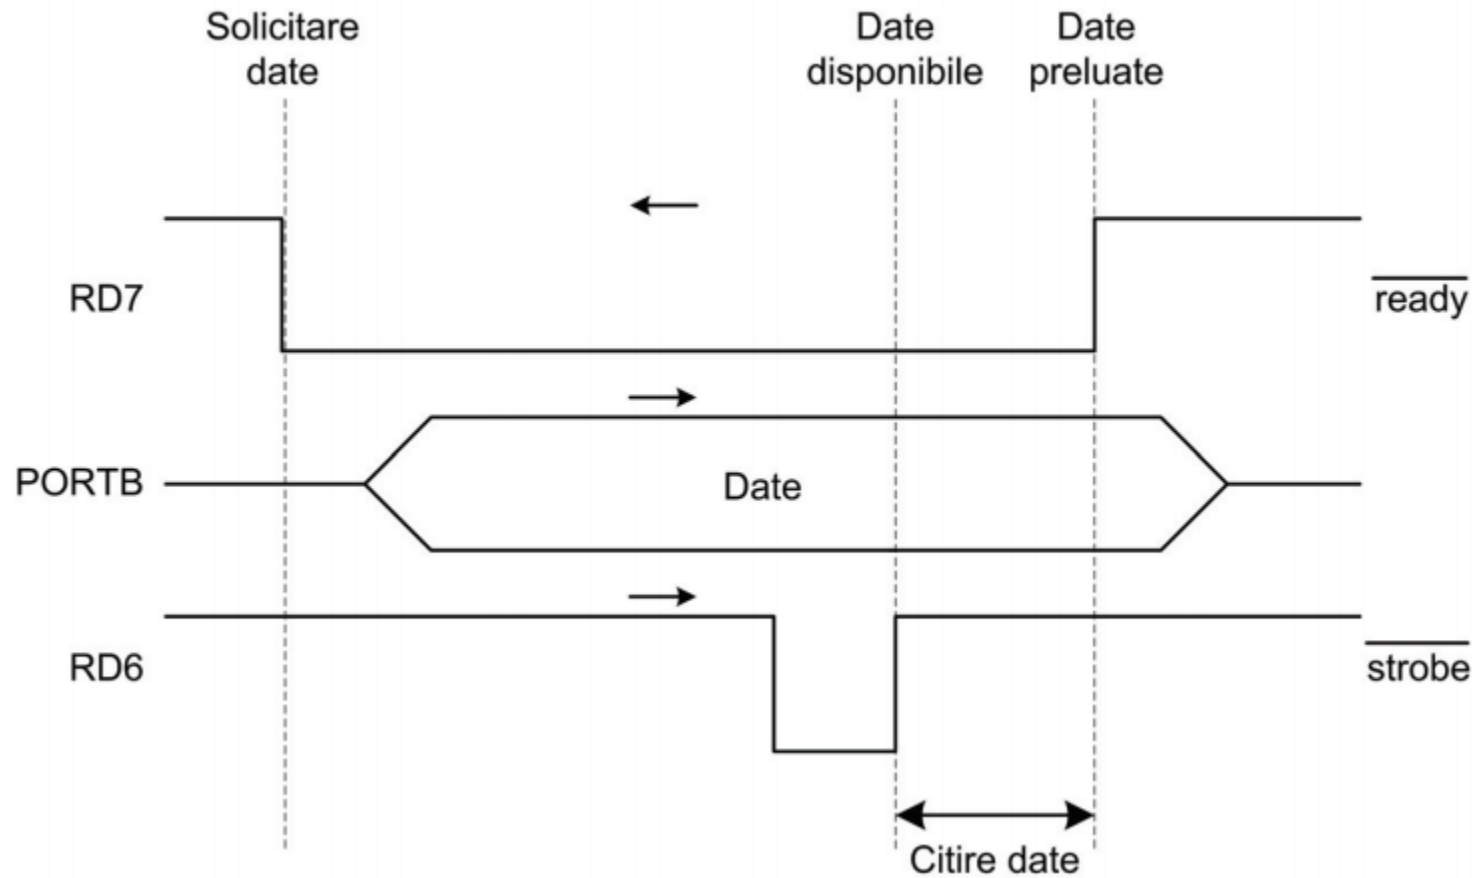 Solicitare
date
Date
disponibile
Date
preluate
RD7
ready
PORTB
Date
RD6
strobe
Citire date